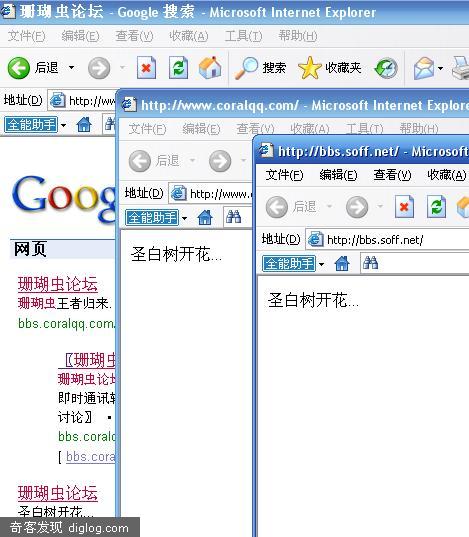 珊瑚虫论坛 - Google 搜索 - Microsoft Internet Explorer
文件(F) 编辑(E) 查看(V) 收藏(A) 工具(T) 帮助(H)
后退 搜索 收藏夹
地址(D) http://ww
全能助手
Goog
网页
珊瑚虫论坛
珊瑚虫王者归来.
bbs.coralqq.com/
〖珊瑚虫
珊瑚虫论坛
即时通讯软
讨论〗 •
bbs.coralq
[ bbs.cora
珊瑚虫论坛
圣白树开花...
http://www.coralqq.com/ - Microsoft Internet Explore
文件(F) 编辑(E) 查看(V) 收藏(A) 工具(T) 帮助(H)
后退
地址(D) http://www.c
全能助手
圣白树开花...
http://bbs.soff.net/ - Microsoft
文件(F) 编辑(E) 查看(V) 收藏(A)
后退
地址(D) http://bbs.soff.net/
全能助手
圣白树开花...
奇客发现 diglog.com